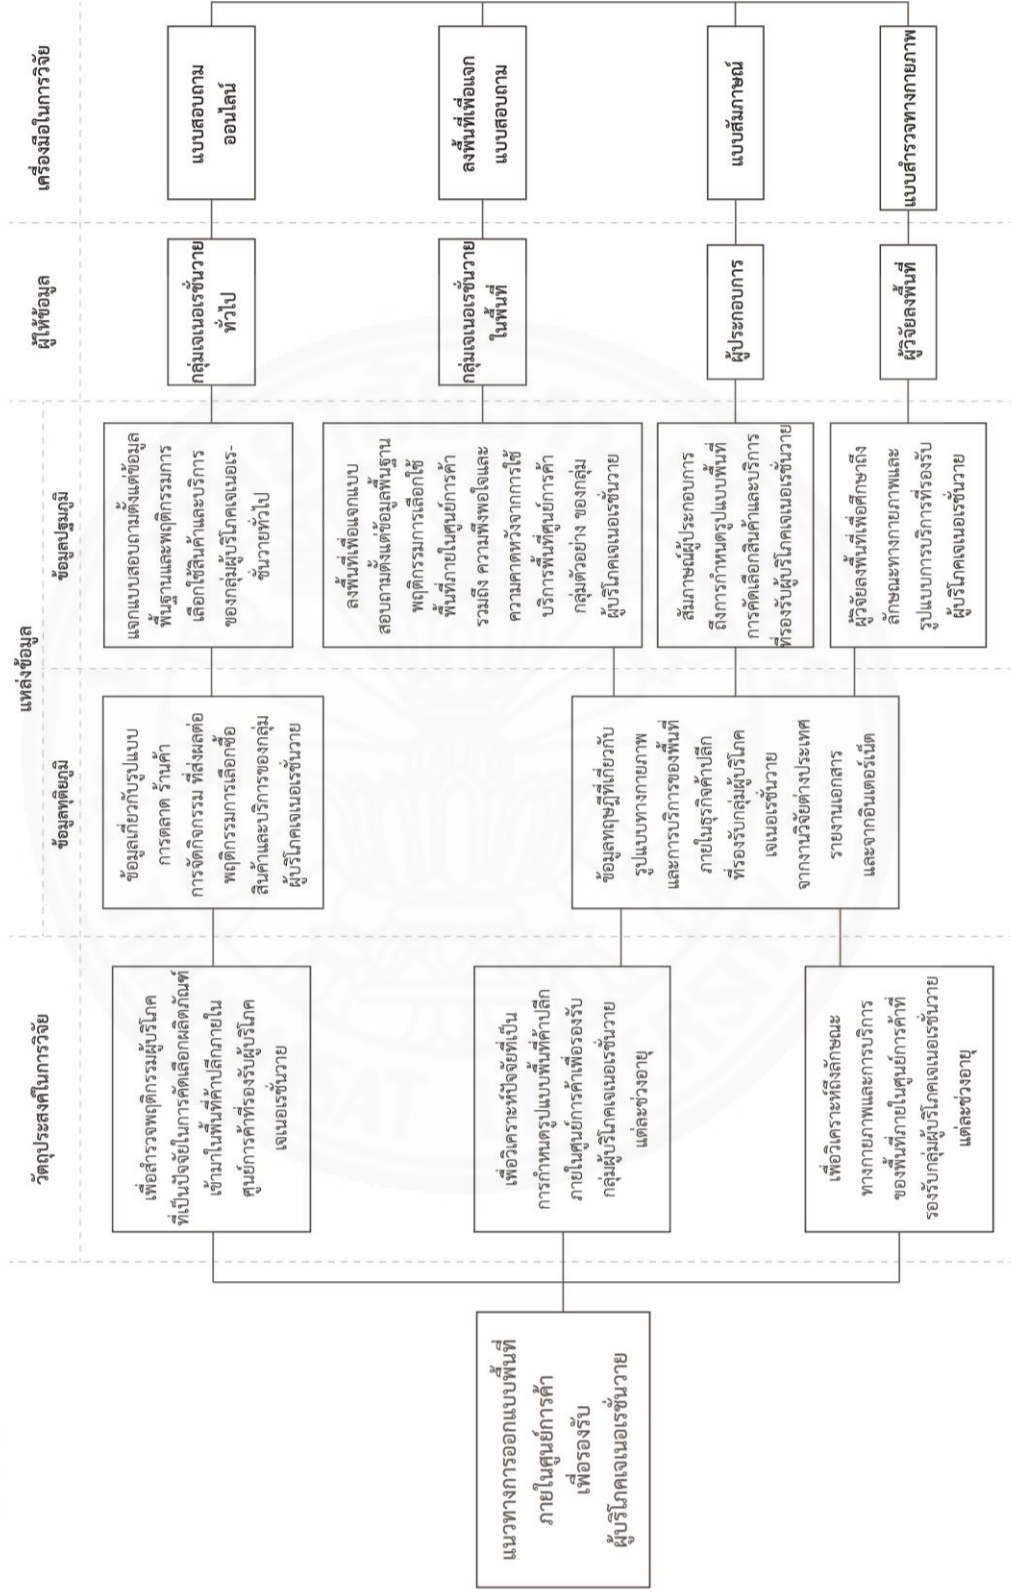 วัตถุประสงค์ในการวิจัย
แหล่งข้อมูล
ข้อมูลทุติยภูมิ
ข้อมูลปฐมภูมิ
ผู้ให้ข้อมูล
เครื่องมือในการวิจัย
แนวทางการออกแบบพื้นที่
ภายในศูนย์การค้า
เพื่อรองรับ
ผู้บริโภคเจเนอเรชั่นวาย
เพื่อสำรวจพฤติกรรมผู้บริโภค
ที่เป็นปัจจัยในการคัดเลือกผลิตภัณฑ์
เข้ามาในพื้นที่ค้าปลีกภายใน
ศูนย์การค้าที่รองรับผู้บริโภค
เจเนอเรชั่นวาย
ข้อมูลเกี่ยวกับรูปแบบ
การตลาด ร้านค้า
การจัดกิจกรรม ที่ส่งผลต่อ
พฤติกรรมการเลือกซื้อ
สินค้าและบริการของกลุ่ม
ผู้บริโภคเจเนอเรชั่นวาย
แจกแบบสอบถามตั้งแต่ข้อมูล
พื้นฐานและพฤติกรรมการ
เลือกใช้สินค้าและบริการ
ของกลุ่มผู้บริโภคเจเนอเร-
ชั่นวายทั่วไป
กลุ่มเจเนอเรชั่นวาย
ทั่วไป
แบบสอบถาม
ออนไลน์
เพื่อวิเคราะห์ปัจจัยที่เป็น
การกำหนดรูปแบบพื้นที่ค้าปลีก
ภายในศูนย์การค้าเพื่อรองรับ
กลุ่มผู้บริโภคเจเนอเรชั่นวาย
แต่ละช่วงอายุ
ข้อมูลทฤษฎีที่เกี่ยวกับ
รูปแบบทางกายภาพ
และการบริการของพื้นที่
ภายในธุรกิจค้าปลีก
ที่รองรับกลุ่มผู้บริโภค
เจเนอเรชั่นวาย
จากงานวิจัยต่างประเทศ
รายงานเอกสาร
และจากอินเตอร์เน็ต
ลงพื้นที่เพื่อแจกแบบ
สอบถามตั้งแต่ข้อมูลพื้นฐาน
พฤติกรรมการเลือกใช้
พื้นที่ภายในศูนย์การค้า
รวมถึง ความพึงพอใจและ
ความคาดหวังจากการใช้
บริการพื้นที่ศูนย์การค้า
กลุ่มตัวอย่าง ของกลุ่ม
ผู้บริโภคเจเนอเรชั่นวาย
กลุ่มเจเนอเรชั่นวาย
ในพื้นที่
ลงพื้นที่เพื่อแจก
แบบสอบถาม
สัมภาษณ์ผู้ประกอบการ
ถึงการกำหนดรูปแบบพื้นที่
การคัดเลือกสินค้าและบริการ
ที่รองรับผู้บริโภคเจเนอเรชั่นวาย
ผู้ประกอบการ
แบบสัมภาษณ์
เพื่อวิเคราะห์ถึงลักษณะ
ทางกายภาพและการบริการ
ของพื้นที่ภายในศูนย์การค้าที่
รองรับกลุ่มผู้บริโภคเจเนอเรชั่นวาย
แต่ละช่วงอายุ
ผู้วิจัยลงพื้นที่เพื่อศึกษาถึง
ลักษณะทางกายภาพและ
รูปแบบการบริการที่รองรับ
ผู้บริโภคเจเนอเรชั่นวาย
ผู้วิจัยลงพื้นที่
แบบสำรวจทางกายภาพ